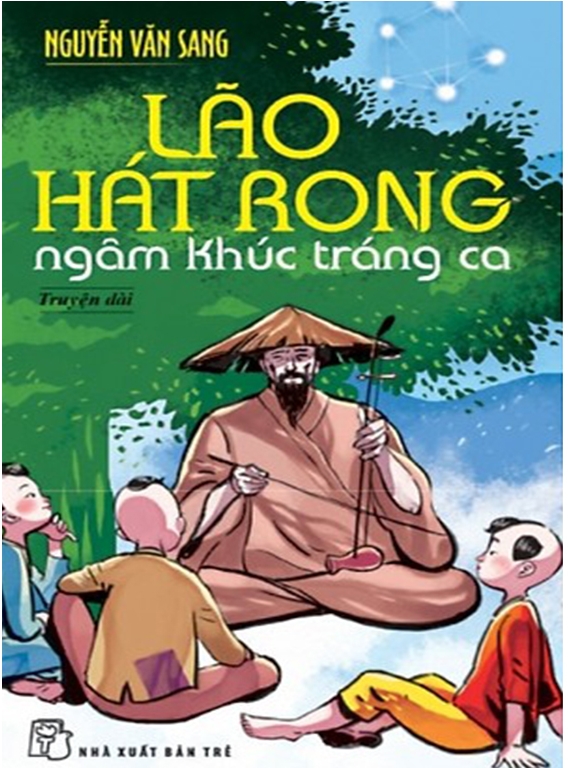 NGUYỄN VĂN SANG
LÃO
HÁT RONG
ngâm khúc tráng ca
Truyện dài
NHÀ XUẤT BẢN TRẺ